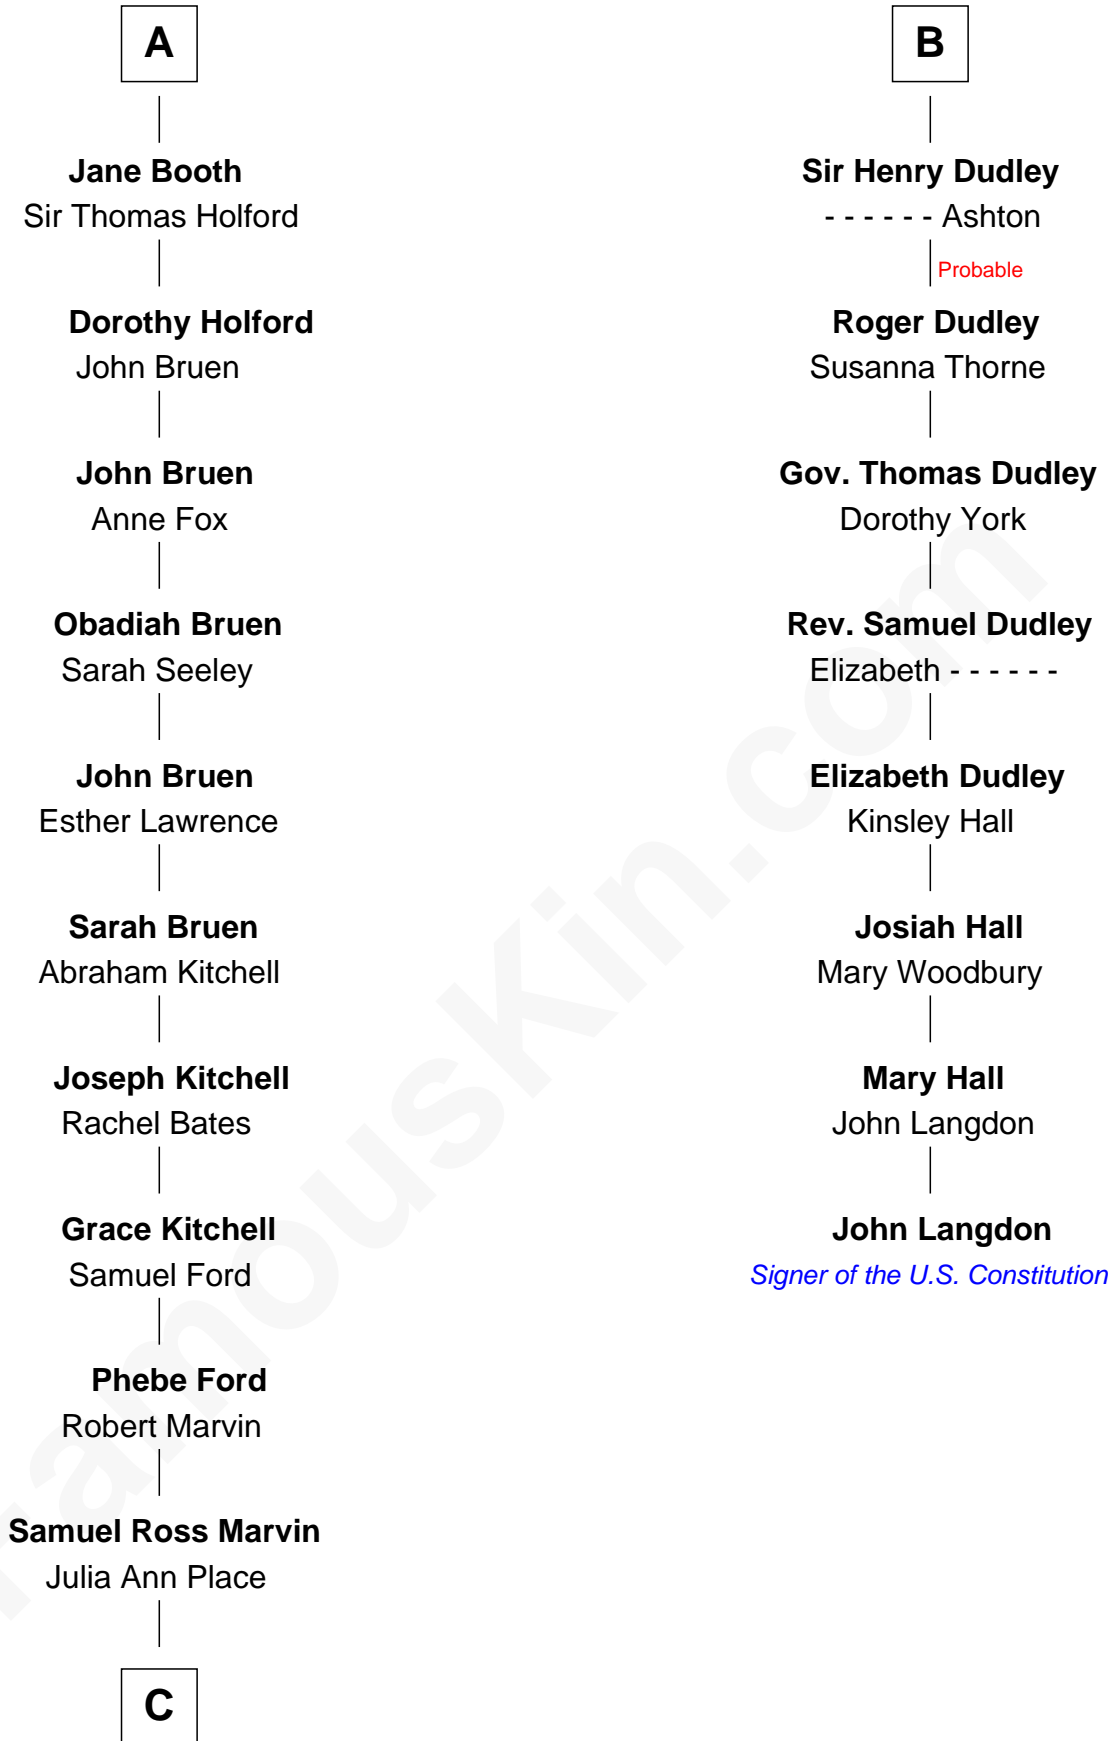 A
Jane Booth
Sir Thomas Holford
Dorothy Holford
John Bruen
John Bruen
Anne Fox
Obadiah Bruen
Sarah Seeley
John Bruen
Esther Lawrence
Sarah Bruen
Abraham Kitchell
Joseph Kitchell
Rachel Bates
Grace Kitchell
Samuel Ford
Phebe Ford
Robert Marvin
Samuel Ross Marvin
Julia Ann Place
C
B
Sir Henry Dudley
- - - - - - Ashton
Probable
Roger Dudley
Susanna Thorne
Gov. Thomas Dudley
Dorothy York
Rev. Samuel Dudley
Elizabeth - - - - - -
Elizabeth Dudley
Kinsley Hall
Josiah Hall
Mary Woodbury
Mary Hall
John Langdon
John Langdon
Signer of the U.S. Constitution
FamousKin.com